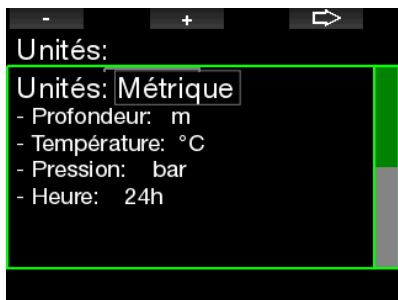 - +
Unités:
Unités: Métrique
- Profondeur: m
- Température: °C
- Pression: bar
- Heure: 24h